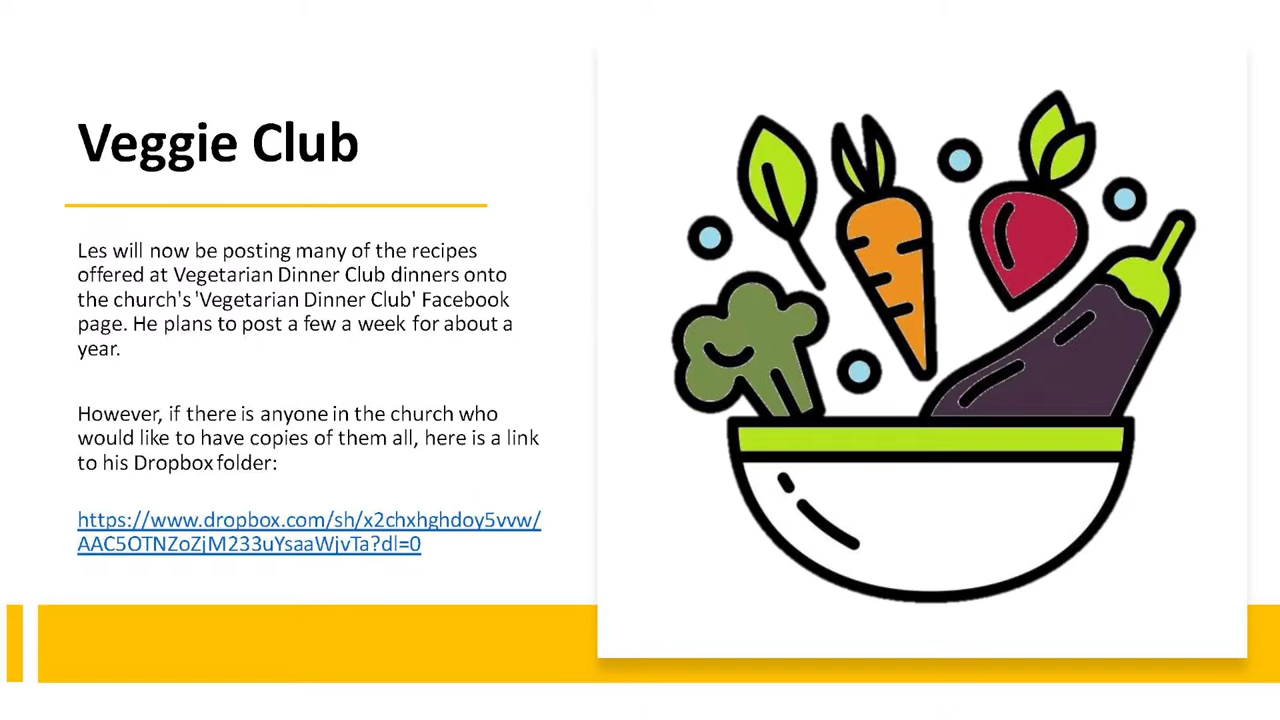 Veggie Club
Les will now be posting many of the recipes
offered at Vegetarian Dinner Club dinners onto
the church's 'Vegetarian Dinner Club' Facebook
page. He plans to post a few a week for about a
year.
However, if there is anyone in the church who
would like to have copies of them all, here is a link
to his Dropbox folder:
https://www.dropbox.com/sh/x2chxhghdoy5vvw/
AAC5OTNZoZjM233uYsaaWjvTa?dl=0